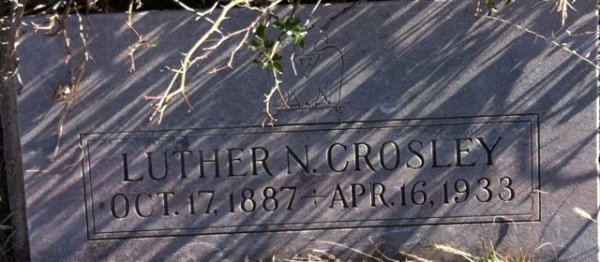 LUTHER N. CROSLEY
OCT. 17, 1887 ÷ APR. 16, 1933